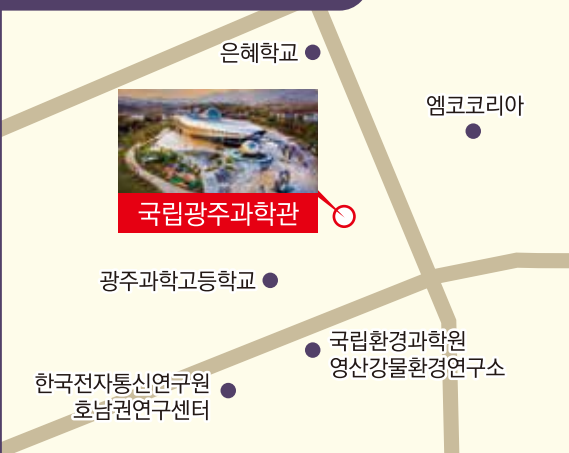 은혜학교
엠코코리아
국립광주과학관
광주과학고등학교
국립환경과학원
영산강물환경연구소
한국전자통신연구원
호남권연구센터